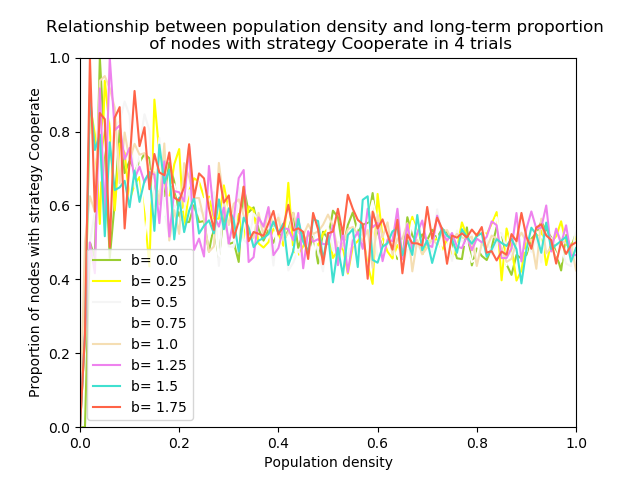 Relationship between population density and long-term proportion
of nodes with strategy Cooperate in 4 trials
Proportion of nodes with strategy Cooperate
1.0
0.8
0.6
0.4
0.2
0.0
b= 0.0
b= 0.25
b= 0.5
b= 0.75
b= 1.0
b= 1.25
b= 1.5
b= 1.75
0.0 0.2 0.4 0.6 0.8 1.0
Population density